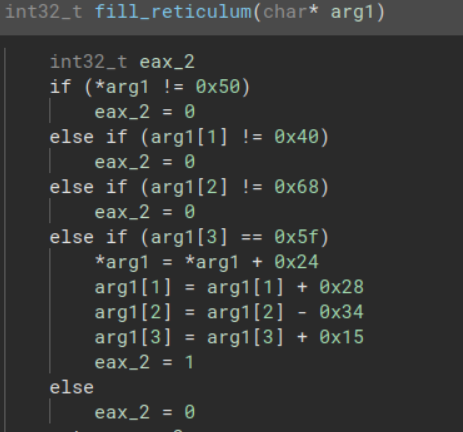 int32_t fill_reticulum(char* arg1)
int32_t eax_2
if (*arg1 != 0x50)
eax_2 = 0
else if (arg1[1] != 0x40)
eax_2 = 0
else if (arg1[2] != 0x68)
eax_2 = 0
else if (arg1[3] == 0x5f)
*arg1 = *arg1 + 0x24
arg1[1] = arg1[1] + 0x28
arg1[2] = arg1[2] - 0x34
arg1[3] = arg1[3] + 0x15
eax_2 = 1
else
eax_2 = 0